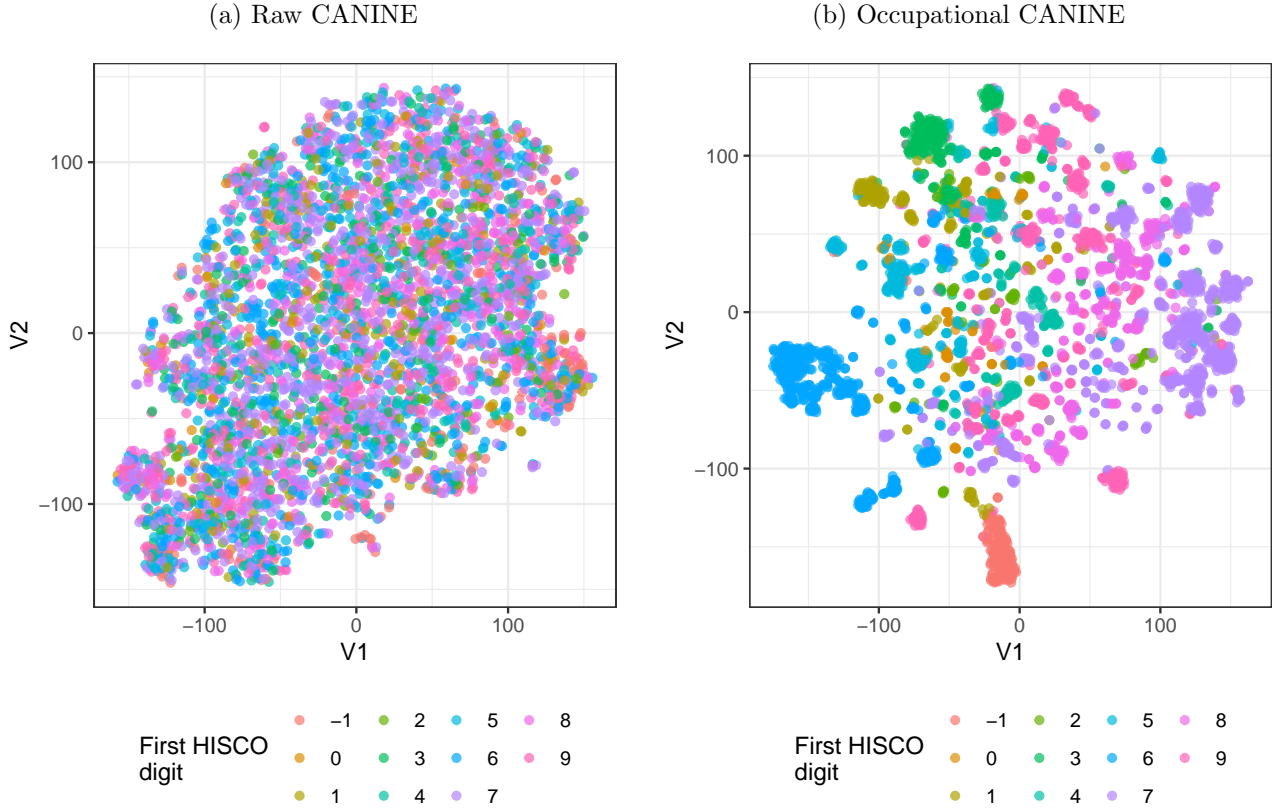 (a) Raw CANINE
(b) Occupational CANINE
V2
100
0
−100
−100 0 100
V1
First HISCO
digit
−1 2 5 8
0 3 6 9
1 4 7
V2
100
0
−100
−100 0 100
V1
First HISCO
digit
−1 2 5 8
0 3 6 9
1 4 7